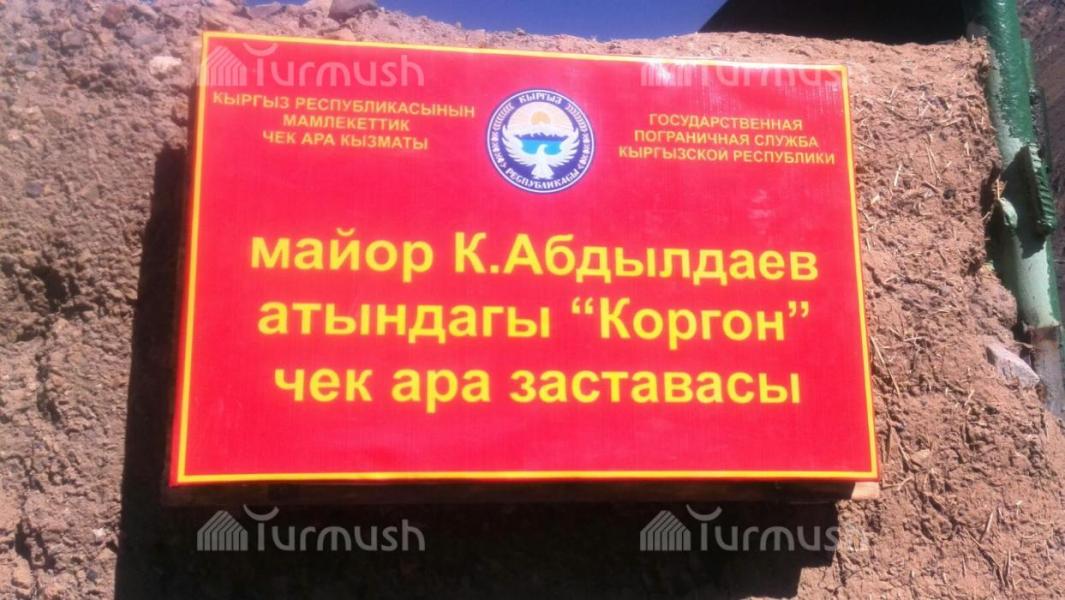 Turmush
Turmush
КЫРГЫЗ РЕСПУБЛИКАСЫНЫН
МАМЛЕКЕТТИК
ЧЕК АРА КЫЗМАТЫ
КЫРГЫЗ
РЕСПУБЛИКАСЫ
ГОСУДАРСТВЕННАЯ
ПОГРАНИЧНАЯ СЛУЖБА
КЫРГЫЗСКОЙ РЕСПУБЛИКИ
майор К.Абдылдаев
атындагы “Коргон”
чек ара заставасы
Turmush
Turmush